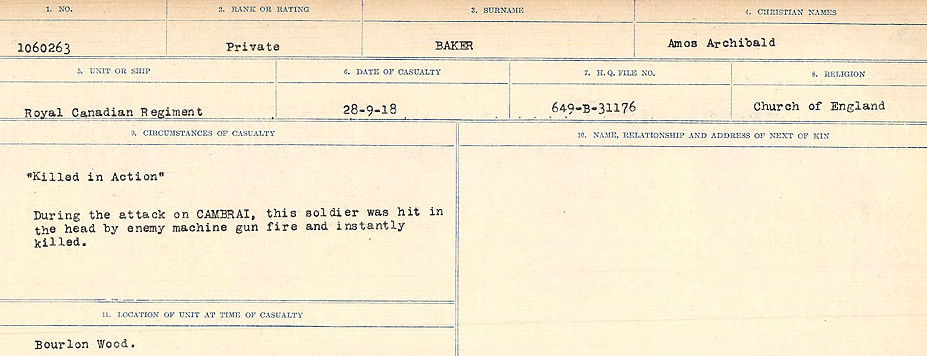 1. NO. 2. RANK OR RATING 3. SURNAME 4. CHRISTIAN NAMES
1060263 Private BAKER Amos Archibald
5. UNIT OR SHIP 6. DATE OF CASUALTY 7. H.Q. FILE NO. 8. RELIGION
Royal Canadian Regiment 28-9-18 649-B-31176 Church of England
9. CIRCUMSTANCES OF CASUALTY 10. NAME, RELATIONSHIP AND ADDRESS OF NEXT OF KIN
"Killed in Action"
During the attack on CAMBRAI, this soldier was hit in
the head by enemy machine gun fire and instantly
killed.
11. LOCATION OF UNIT AT TIME OF CASUALTY
Bourlon Wood.